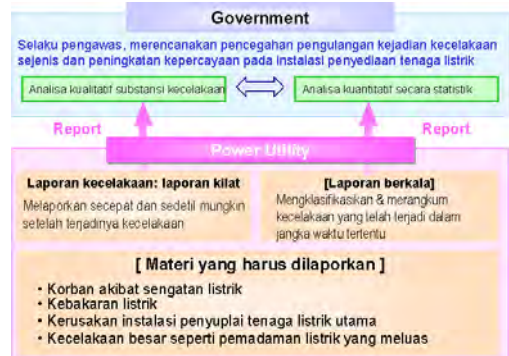 Government
Selaku pengawas, merencanakan pencegahan pengulangan kejadian kecelakaan
sejenis dan peningkatan kepercayaan pada instalasi penyediaan tenaga listrik
Analisa kualitatif substansi kecelakaan
Analisa kuantitatif secara statistik
Report
Report
Power Utility
Laporan kecelakaan: laporan kilat
Melaporkan secepat dan sedetil mungkin
setelah terjadinya kecelakaan
[Laporan berkala]
Mengklasifikasikan & merangkum
kecelakaan yang telah terjadi dalam
jangka waktu tertentu
[ Materi yang harus dilaporkan ]
• Korban akibat sengatan listrik
• Kebakaran listrik
• Kerusakan instalasi penyuplai tenaga listrik utama
• Kecelakaan besar seperti pemadaman listrik yang meluas